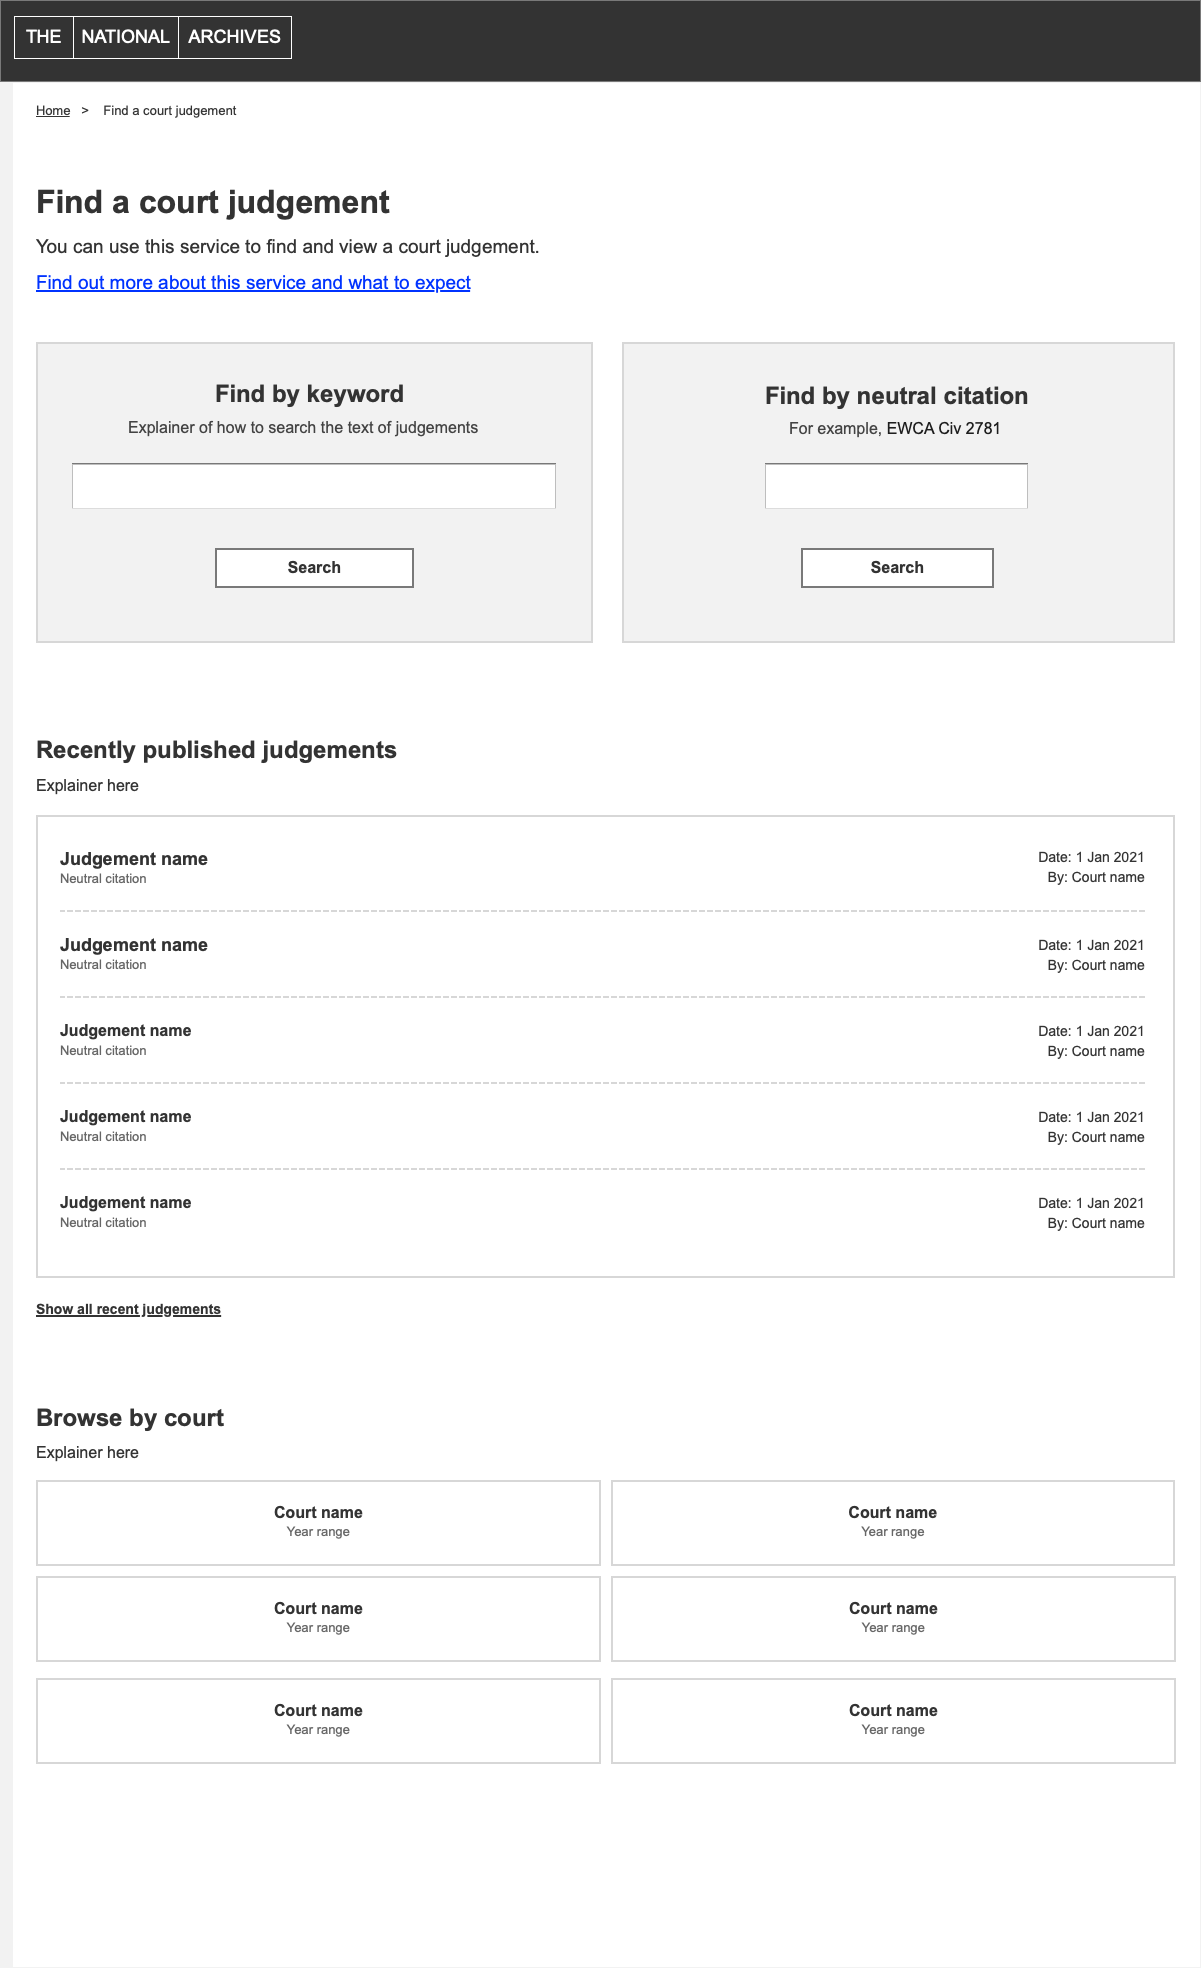 THE NATIONAL ARCHIVES
Home > Find a court judgement
Find a court judgement
You can use this service to find and view a court judgement.
Find out more about this service and what to expect
Find by keyword
Explainer of how to search the text of judgements
Search
Find by neutral citation
For example, EWCA Civ 2781
Search
Recently published judgements
Explainer here
Judgement name
Neutral citation
Date: 1 Jan 2021
By: Court name
Judgement name
Neutral citation
Date: 1 Jan 2021
By: Court name
Judgement name
Neutral citation
Date: 1 Jan 2021
By: Court name
Judgement name
Neutral citation
Date: 1 Jan 2021
By: Court name
Judgement name
Neutral citation
Date: 1 Jan 2021
By: Court name
Show all recent judgements
Browse by court
Explainer here
Court name
Year range
Court name
Year range
Court name
Year range
Court name
Year range
Court name
Year range
Court name
Year range